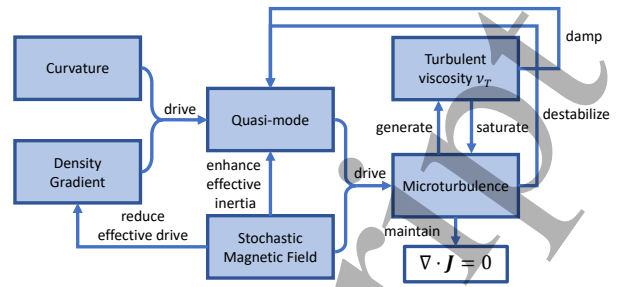 Curvature
drive
Density
Gradient
reduce
effective drive
Quasi-mode
enhance
effective
inertia
Stochastic
Magnetic Field
drive
Turbulent
viscosity ν_T
generate
saturate
Microturbulence
maintain
∇ · J = 0
damp
destabilize